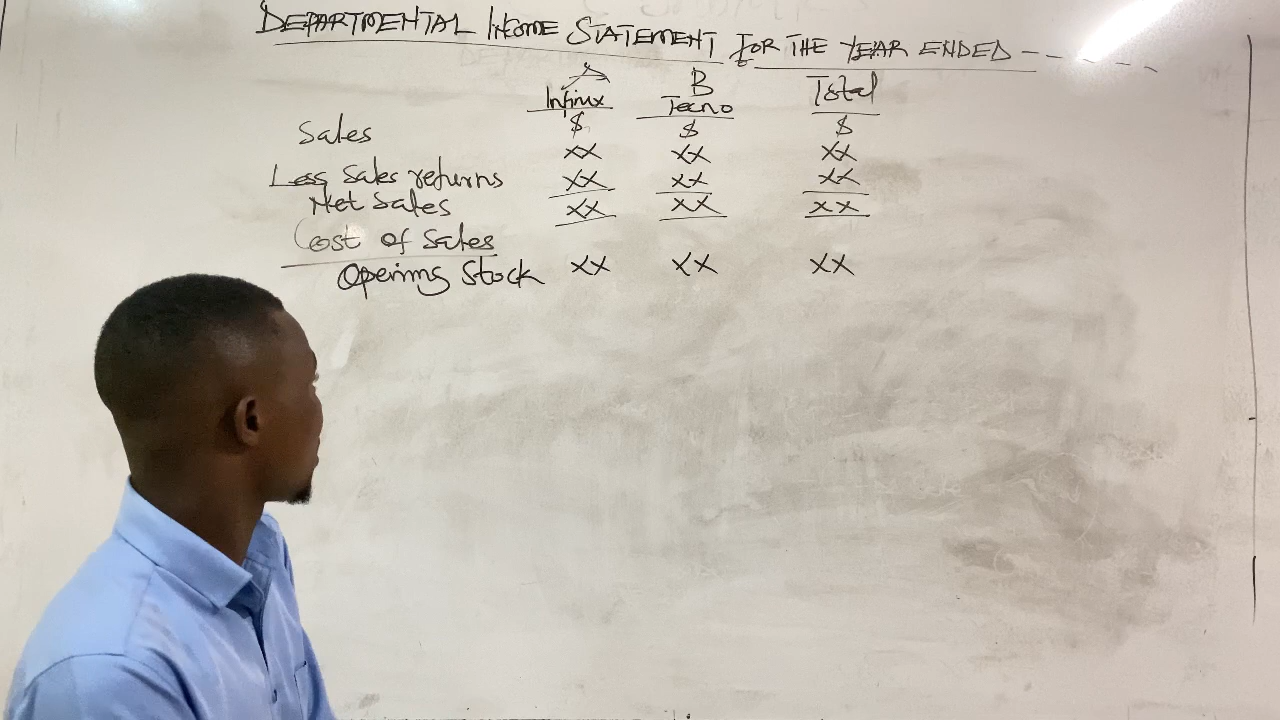 DEPARTMENTAL INCOME STATEMENT FOR THE YEAR ENDED -----
A B Total
Infinix Tecno
Sales $ $ $
XX XX XX
Less Sales returns XX XX XX
Net Sales XX XX XX
Cost of Sales
Opening Stock XX XX XX